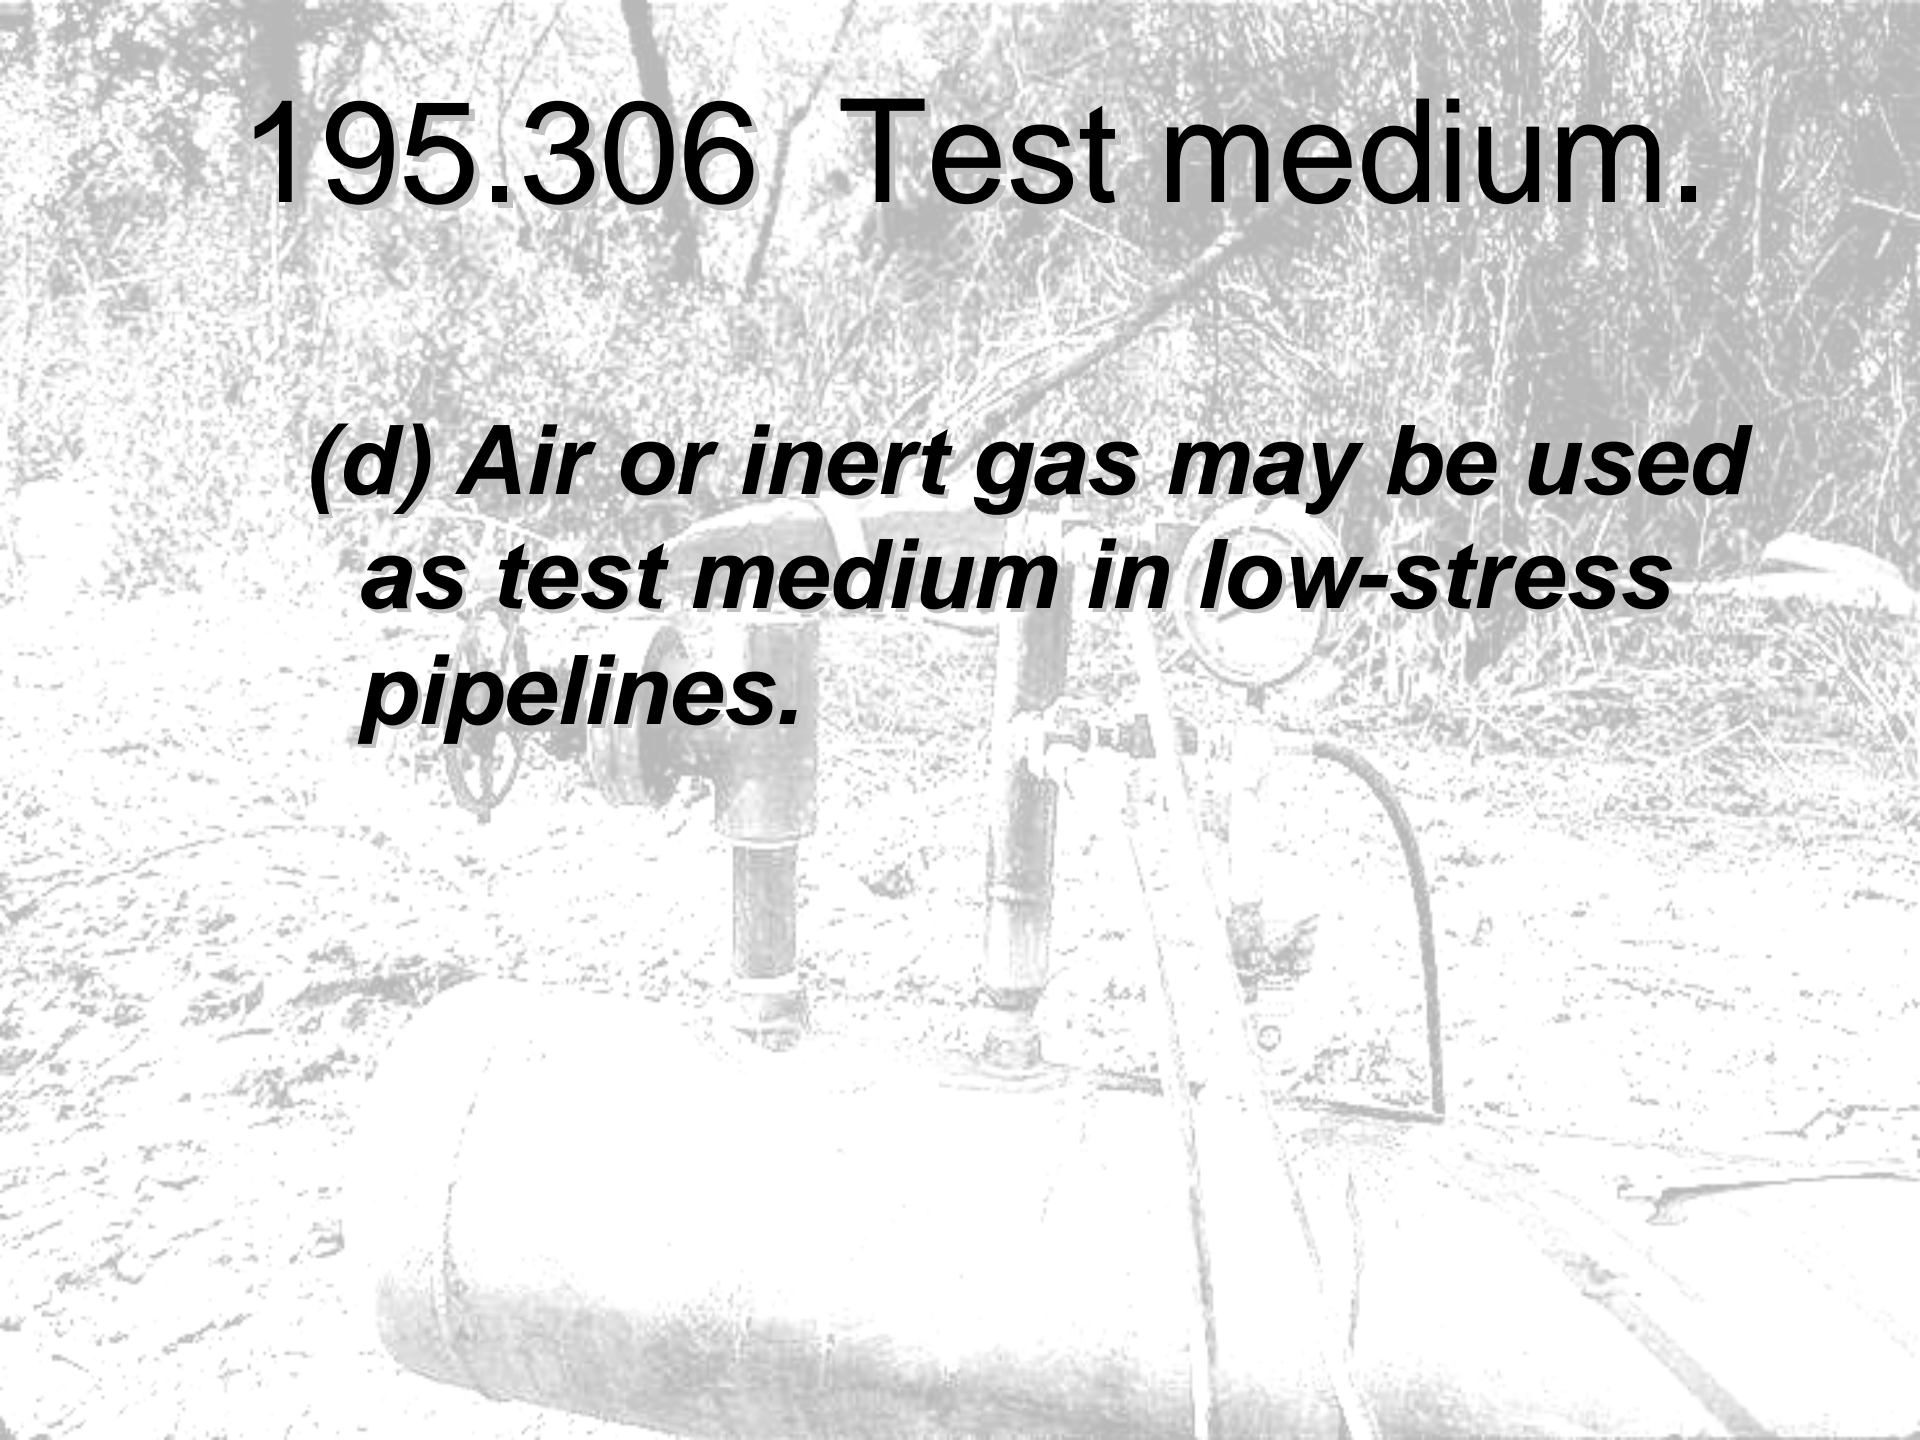 195.306 Test medium.
(d) Air or inert gas may be used
as test medium in low-stress
pipelines.